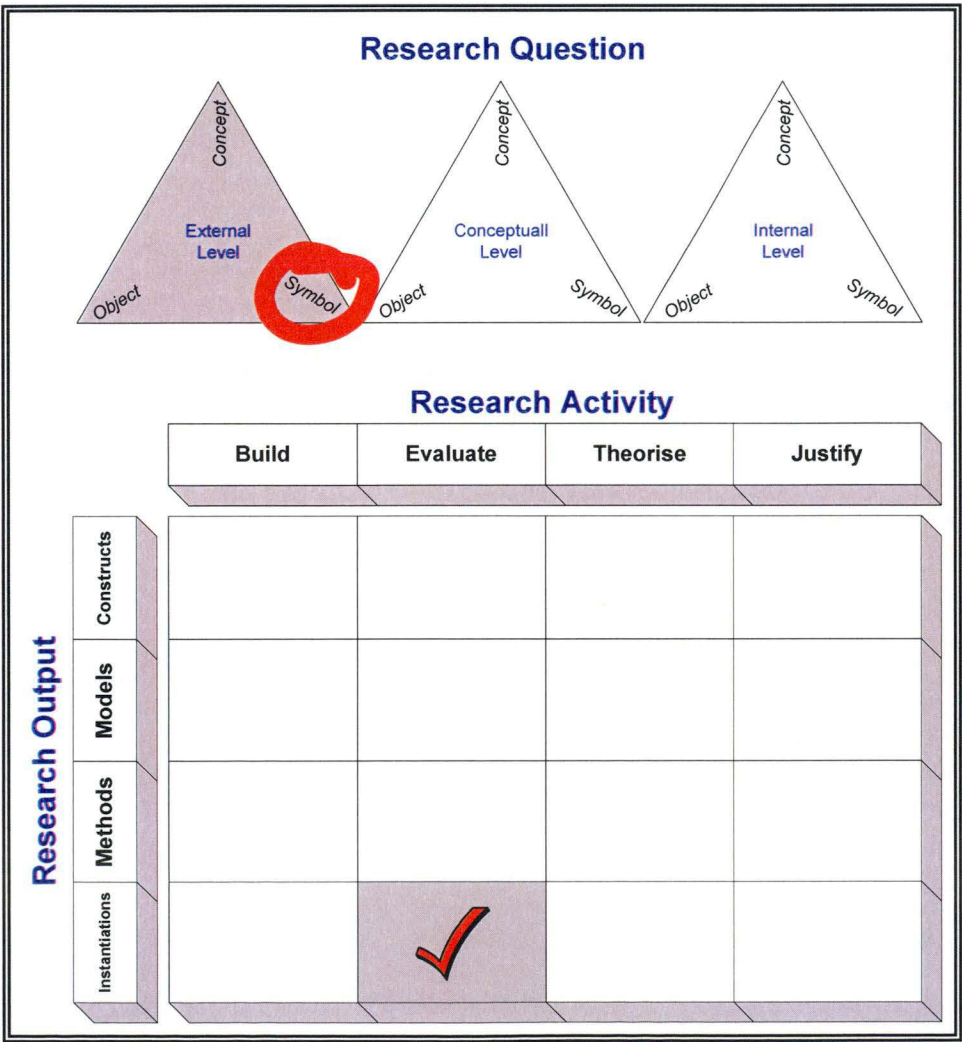 Research Question
Concept
External
Level
Object
Symbol
Concept
Conceptuall
Level
Object
Symbol
Concept
Internal
Level
Object
Symbol
Research Activity
Build
Evaluate
Theorise
Justify
Research Output
Constructs
Models
Methods
Instantiations